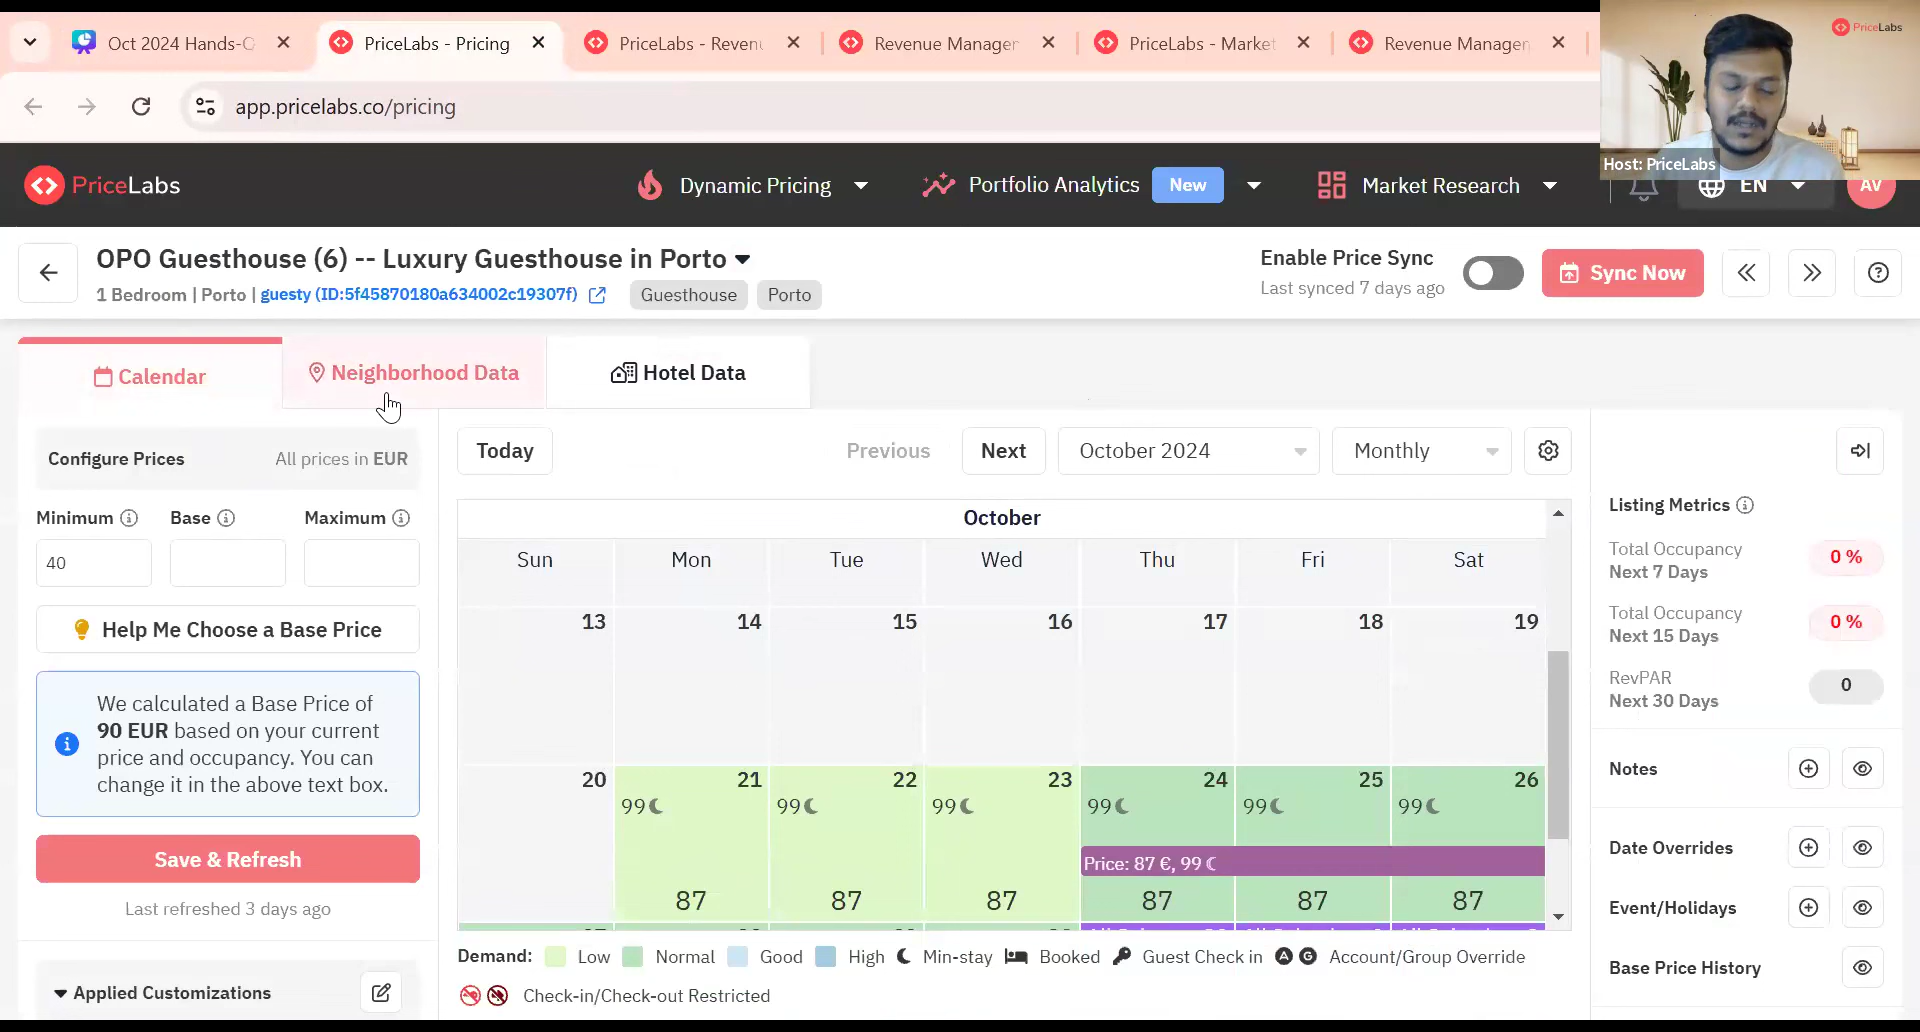 Oct 2024 Hands-O
PriceLabs - Pricing
PriceLabs - Revenu
Revenue Managem
PriceLabs - Market
Revenue Managem
app.pricelabs.co/pricing
PriceLabs
Host: PriceLabs
PriceLabs
Dynamic Pricing
Portfolio Analytics
New
Market Research
EN
AV
OPO Guesthouse (6) -- Luxury Guesthouse in Porto
1 Bedroom | Porto | guesty (ID:5f45870180a634002c19307f)
Guesthouse
Porto
Enable Price Sync
Last synced 7 days ago
Sync Now
Calendar
Neighborhood Data
Hotel Data
Configure Prices
All prices in EUR
Minimum
Base
Maximum
40
Help Me Choose a Base Price
We calculated a Base Price of
90 EUR based on your current
price and occupancy. You can
change it in the above text box.
Save & Refresh
Last refreshed 3 days ago
Applied Customizations
Today
Previous
Next
October 2024
Monthly
October
Sun Mon Tue Wed Thu Fri Sat
13 14 15 16 17 18 19
20 21 22 23 24 25 26
99 99 99 99 99 99
Price: 87 €, 99
87 87 87 87 87 87
Demand: Low Normal Good High Min-stay Booked Guest Check in A G Account/Group Override
Check-in/Check-out Restricted
Listing Metrics
Total Occupancy
Next 7 Days
0 %
Total Occupancy
Next 15 Days
0 %
RevPAR
Next 30 Days
0
Notes
Date Overrides
Event/Holidays
Base Price History